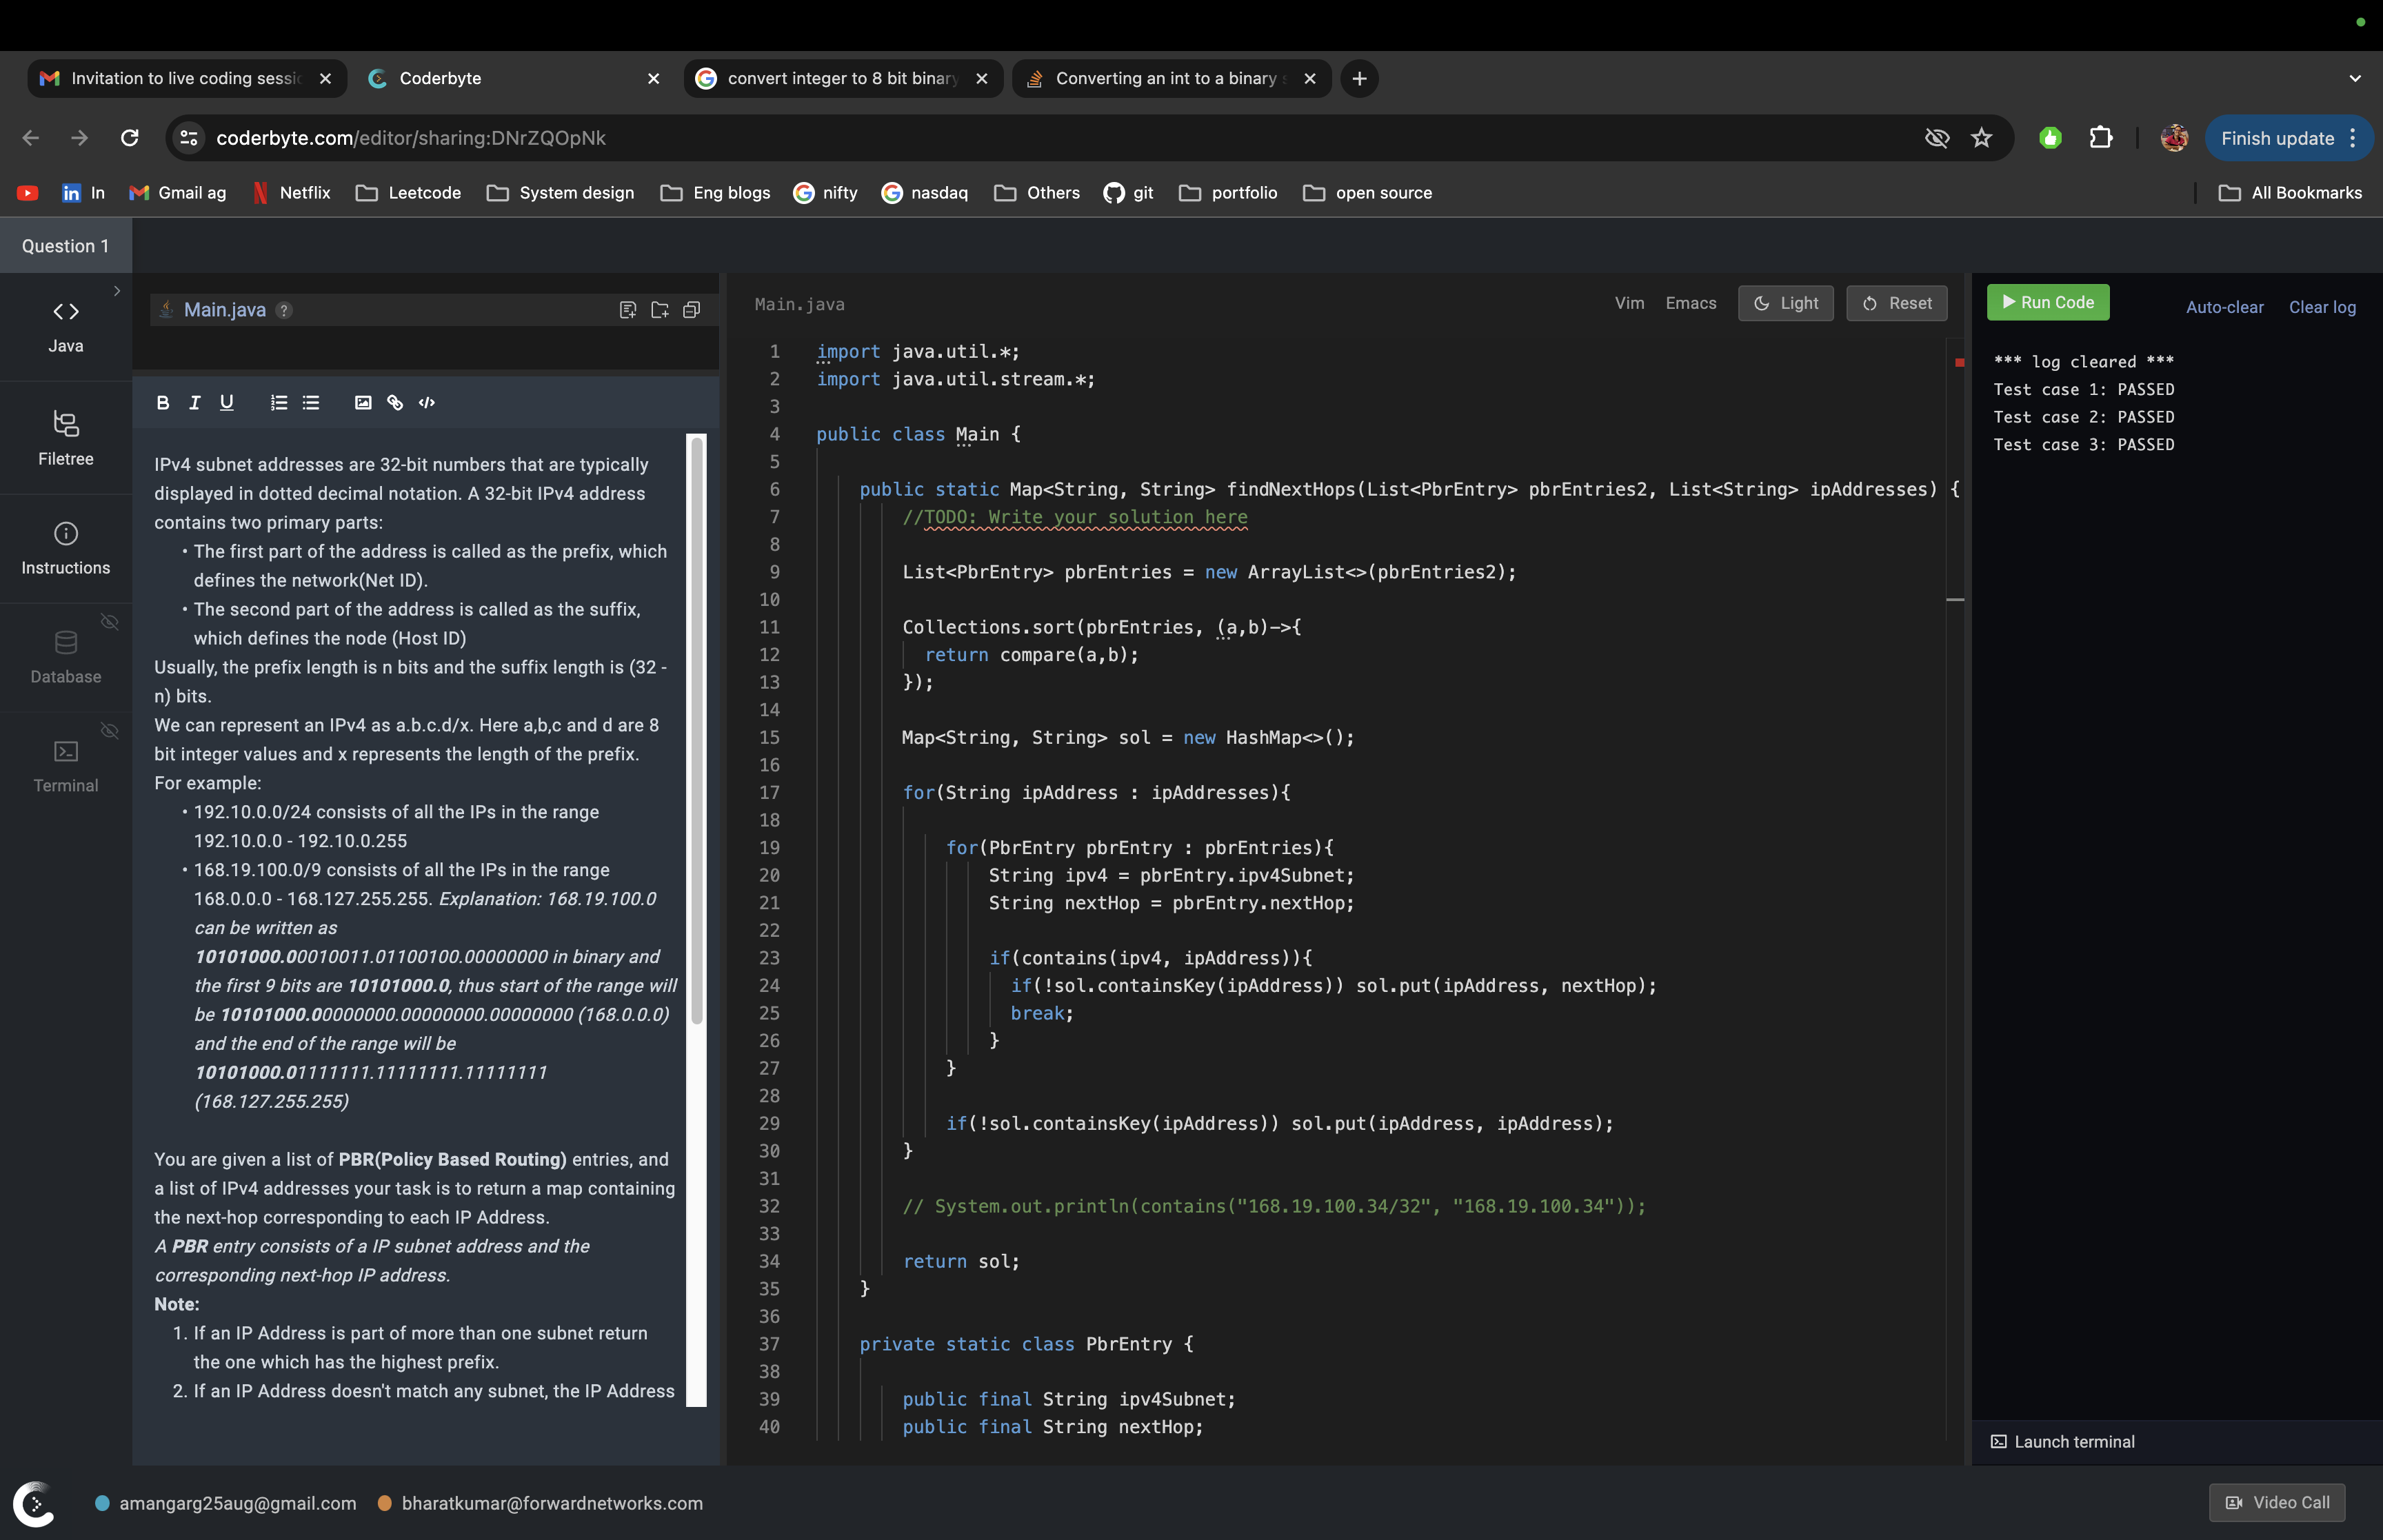 Invitation to live coding sessi
Coderbyte
convert integer to 8 bit binary
Converting an int to a binary s
coderbyte.com/editor/sharing:DNrZQOpNk
Finish update
In
Gmail ag
Netflix
Leetcode
System design
Eng blogs
nifty
nasdaq
Others
git
portfolio
open source
All Bookmarks
Question 1
Java
Filetree
Instructions
Database
Terminal
Main.java ?
B I U
IPv4 subnet addresses are 32-bit numbers that are typically
displayed in dotted decimal notation. A 32-bit IPv4 address
contains two primary parts:
• The first part of the address is called as the prefix, which
defines the network(Net ID).
• The second part of the address is called as the suffix,
which defines the node (Host ID)
Usually, the prefix length is n bits and the suffix length is (32 -
n) bits.
We can represent an IPv4 as a.b.c.d/x. Here a,b,c and d are 8
bit integer values and x represents the length of the prefix.
For example:
• 192.10.0.0/24 consists of all the IPs in the range
192.10.0.0 - 192.10.0.255
• 168.19.100.0/9 consists of all the IPs in the range
168.0.0.0 - 168.127.255.255. Explanation: 168.19.100.0
can be written as
10101000.00010011.01100100.00000000 in binary and
the first 9 bits are 10101000.0, thus start of the range will
be 10101000.00000000.00000000.00000000 (168.0.0.0)
and the end of the range will be
10101000.01111111.11111111.11111111
(168.127.255.255)
You are given a list of PBR(Policy Based Routing) entries, and
a list of IPv4 addresses your task is to return a map containing
the next-hop corresponding to each IP Address.
A PBR entry consists of a IP subnet address and the
corresponding next-hop IP address.
Note:
1. If an IP Address is part of more than one subnet return
the one which has the highest prefix.
2. If an IP Address doesn't match any subnet, the IP Address
Main.java
Vim
Emacs
Light
Reset
1 import java.util.*;
2 import java.util.stream.*;
3
4 public class Main {
5
6 public static Map<String, String> findNextHops(List<PbrEntry> pbrEntries2, List<String> ipAddresses) {
7 //TODO: Write your solution here
8
9 List<PbrEntry> pbrEntries = new ArrayList<>(pbrEntries2);
10
11 Collections.sort(pbrEntries, (a,b)->{
12 return compare(a,b);
13 });
14
15 Map<String, String> sol = new HashMap<>();
16
17 for(String ipAddress : ipAddresses){
18
19 for(PbrEntry pbrEntry : pbrEntries){
20 String ipv4 = pbrEntry.ipv4Subnet;
21 String nextHop = pbrEntry.nextHop;
22
23 if(contains(ipv4, ipAddress)){
24 if(!sol.containsKey(ipAddress)) sol.put(ipAddress, nextHop);
25 break;
26 }
27 }
28
29 if(!sol.containsKey(ipAddress)) sol.put(ipAddress, ipAddress);
30 }
31
32 // System.out.println(contains("168.19.100.34/32", "168.19.100.34"));
33
34 return sol;
35 }
36
37 private static class PbrEntry {
38
39 public final String ipv4Subnet;
40 public final String nextHop;
Run Code
Auto-clear
Clear log
*** log cleared ***
Test case 1: PASSED
Test case 2: PASSED
Test case 3: PASSED
Launch terminal
amangarg25aug@gmail.com
bharatkumar@forwardnetworks.com
Video Call